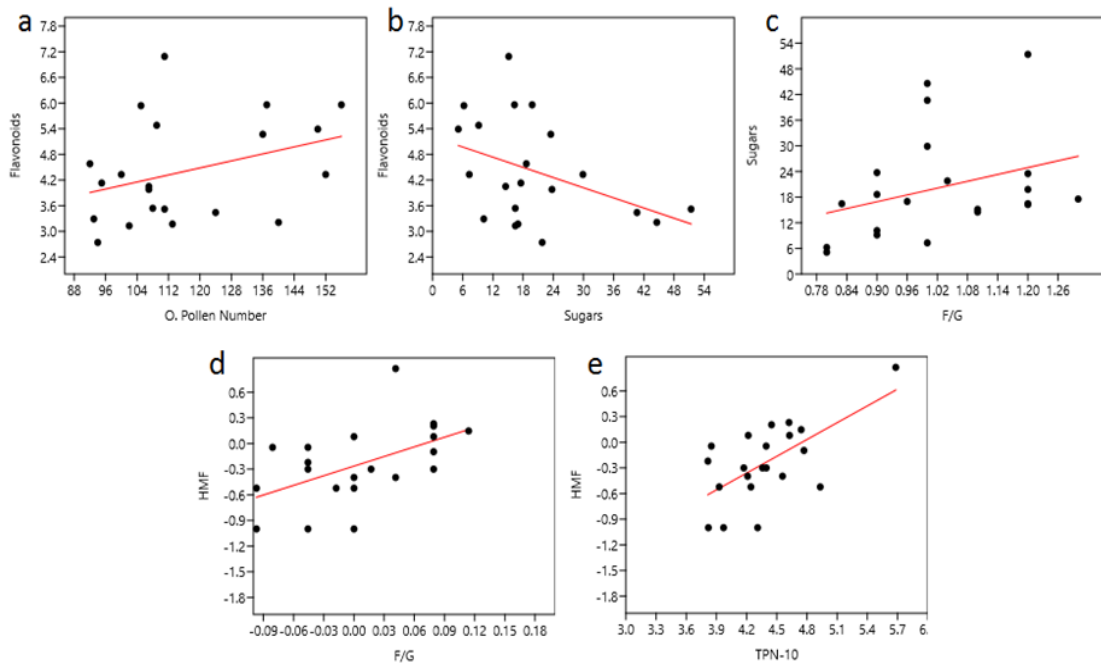 a
7.8
7.2
6.6
6.0
5.4
4.8
4.2
3.6
3.0
2.4
Flavonoids
88 96 104 112 120 128 136 144 152
O. Pollen Number
b
7.8
7.2
6.6
6.0
5.4
4.8
4.2
3.6
3.0
2.4
Flavonoids
0 6 12 18 24 30 36 42 48 54
Sugars
c
54
48
42
36
30
24
18
12
6
0
Sugars
0.78 0.84 0.90 0.96 1.02 1.08 1.14 1.20 1.26
F/G
d
0.6
0.3
0.0
-0.3
-0.6
-0.9
-1.2
-1.5
-1.8
HMF
-0.09 -0.06 -0.03 0.00 0.03 0.06 0.09 0.12 0.15 0.18
F/G
e
0.6
0.3
0.0
-0.3
-0.6
-0.9
-1.2
-1.5
-1.8
HMF
3.0 3.3 3.6 3.9 4.2 4.5 4.8 5.1 5.4 5.7 6.
TPN-10